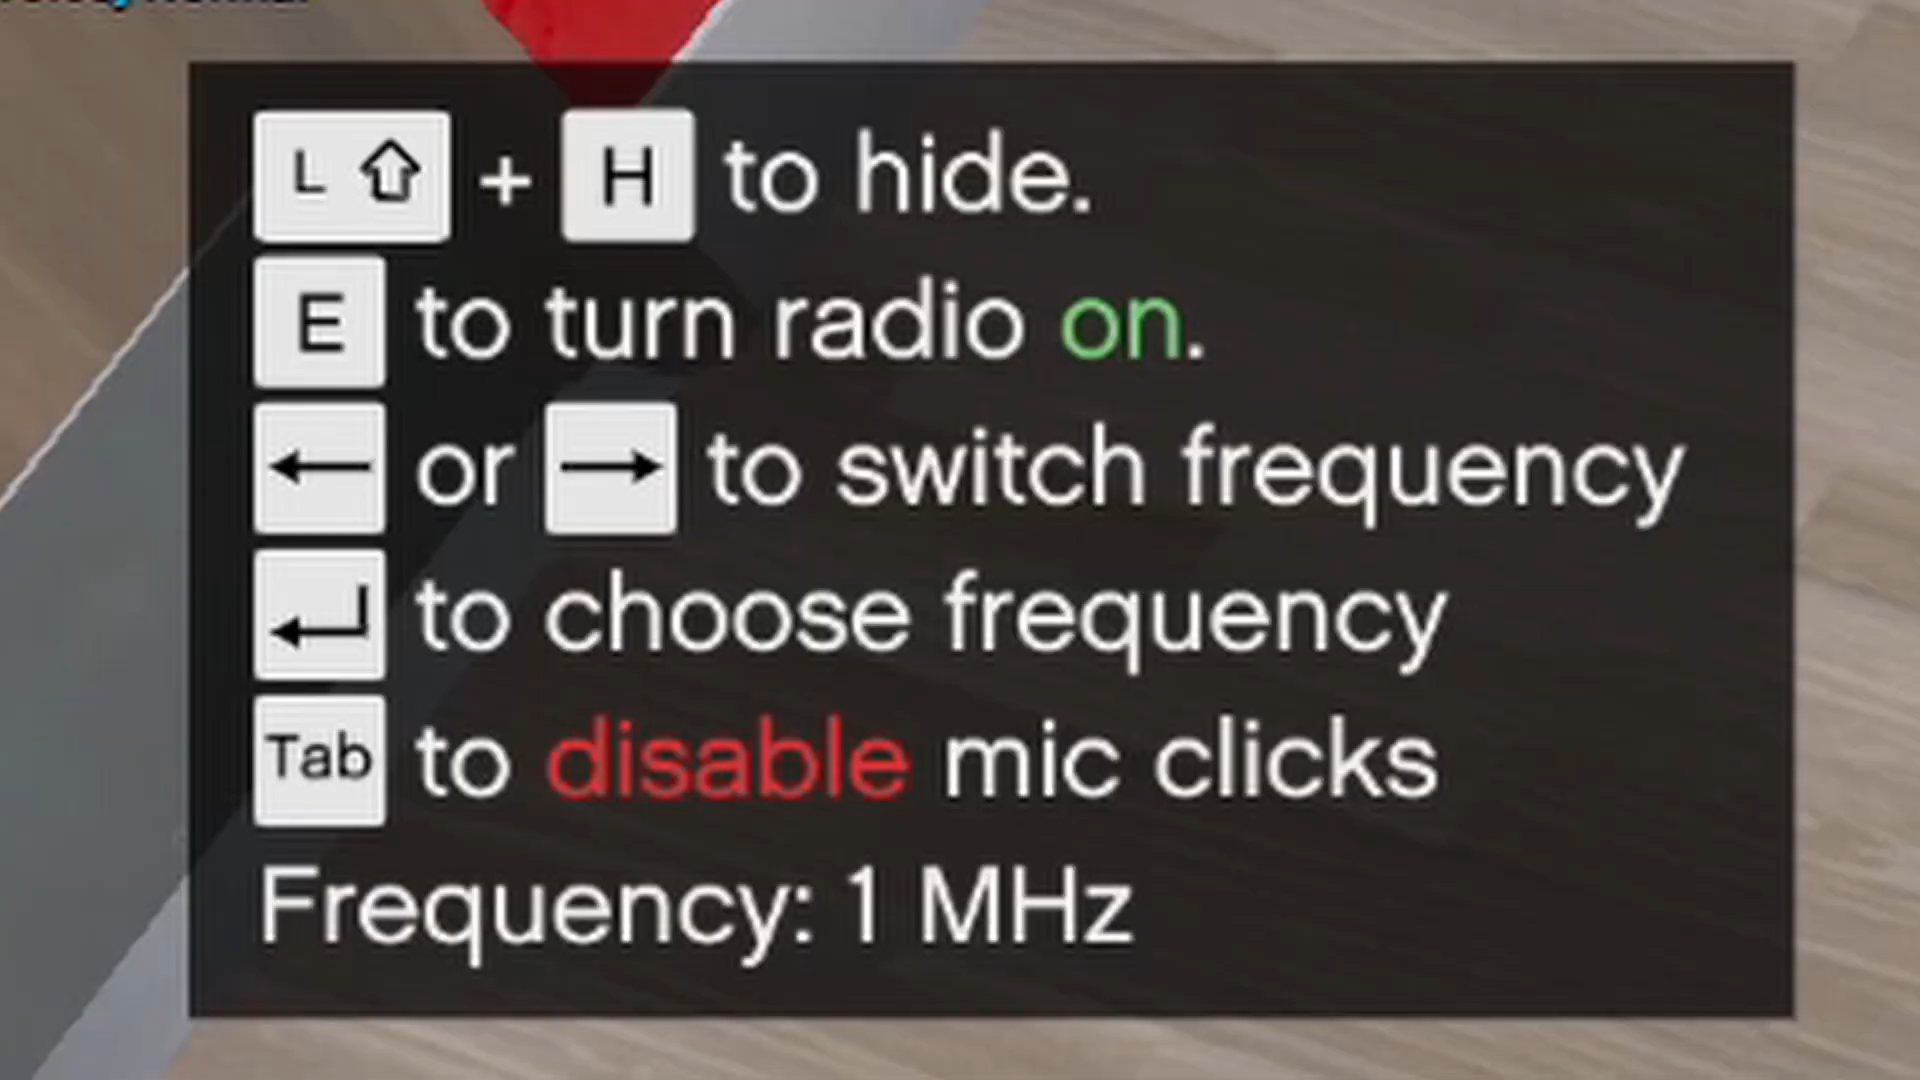 L ⇧ + H to hide.
E to turn radio on.
← or → to switch frequency
↵ to choose frequency
Tab to disable mic clicks
Frequency: 1 MHz